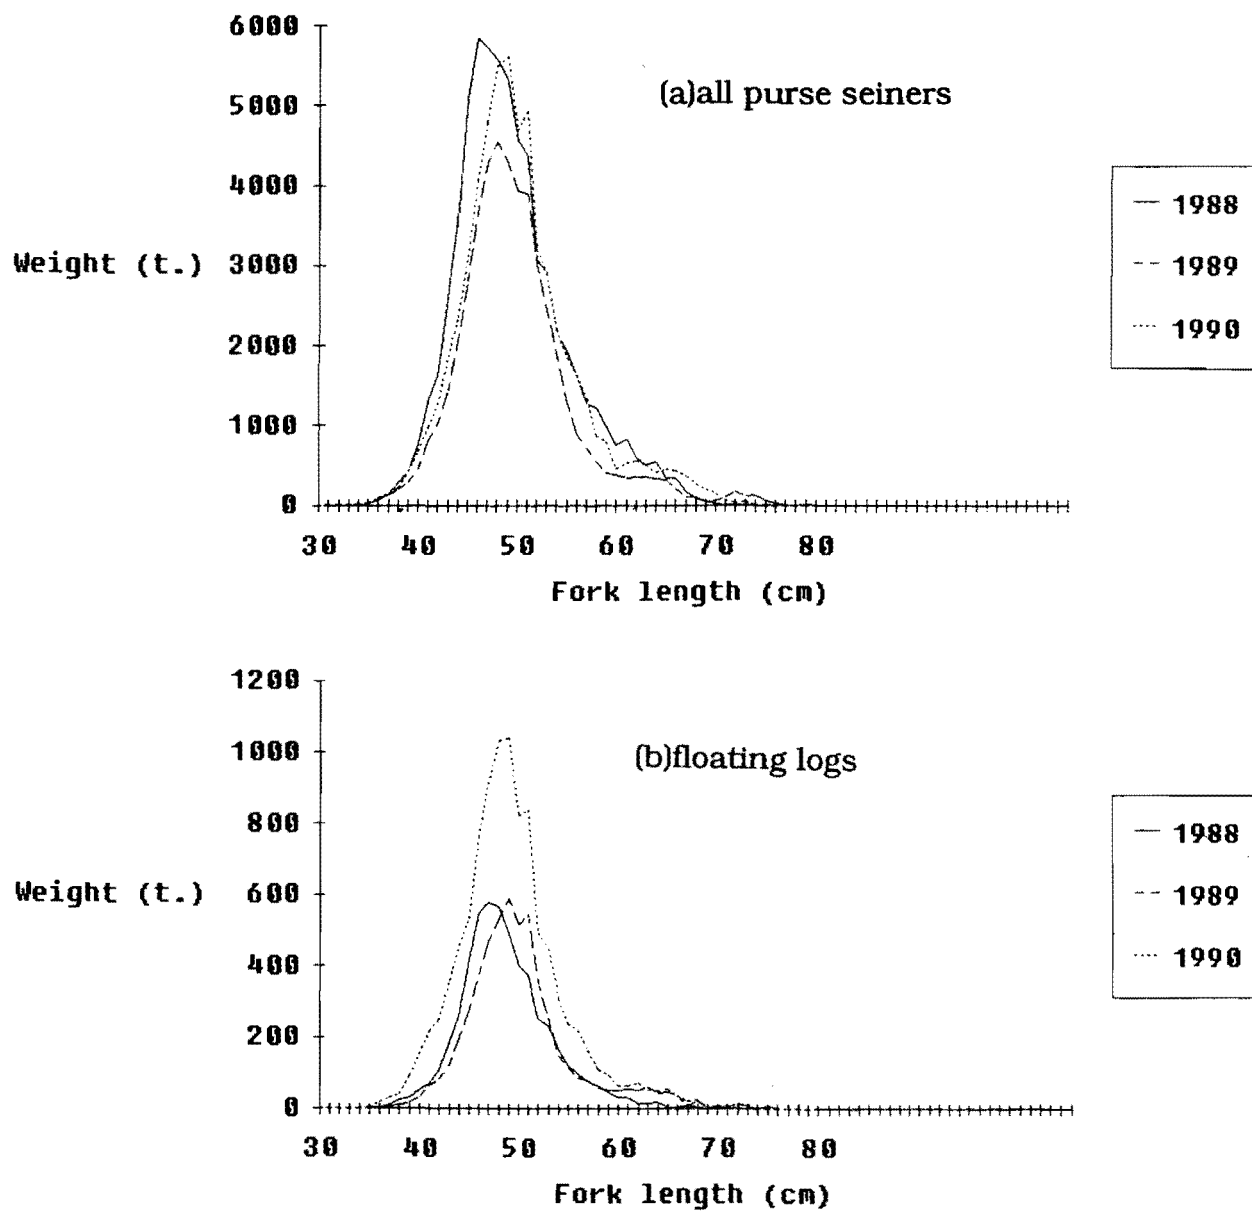 6000
(a)all purse seiners
5000
4000
1988
Weight (t.) 3000
1989
2000
1990
1000
0
30 40 50 60 70 80
Fork length (cm)
1200
1000
(b)floating logs
800
1988
Weight (t.) 600
1989
400
1990
200
0
30 40 50 60 70 80
Fork length (cm)